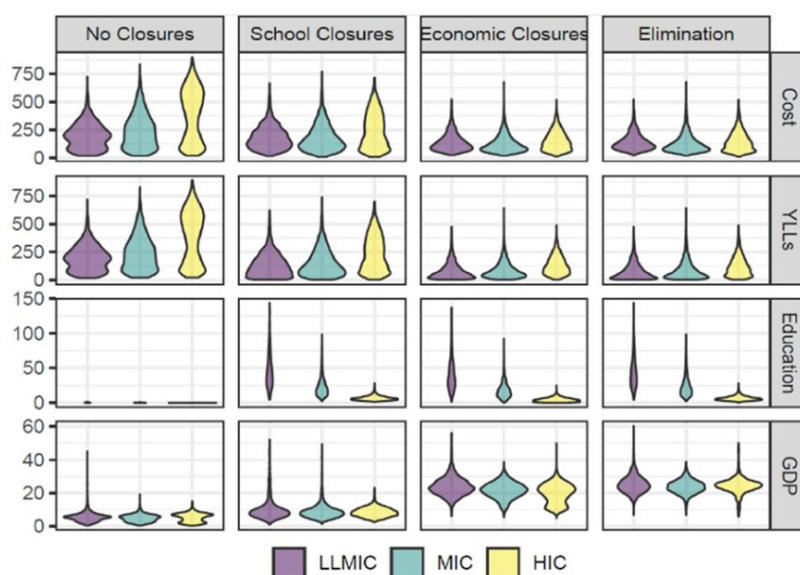 No Closures School Closures Economic Closures Elimination
750
500
250
0
Cost
750
500
250
0
YLLs
150
100
50
0
Education
60
40
20
0
GDP
LLMIC MIC HIC